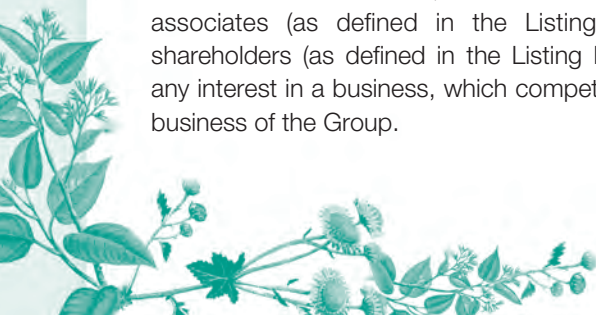 associates (as defined in the Listing
shareholders (as defined in the Listing
any interest in a business, which
business of the Group.